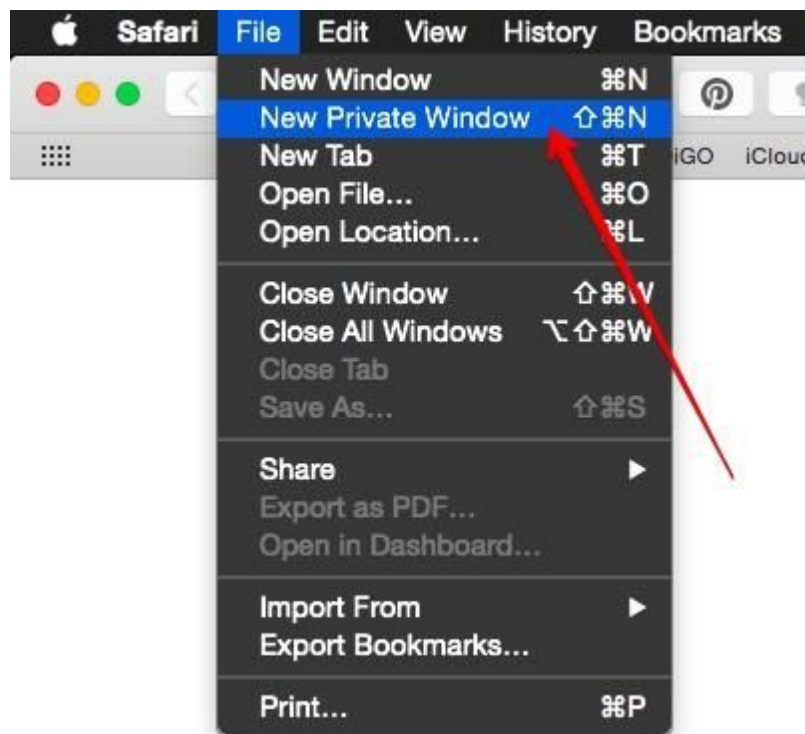 Safari File Edit View History Bookmarks
New Window ⌘N
New Private Window ⇧⌘N
iGO iCloud
New Tab ⌘T
Open File... ⌘O
Open Location... ⌘L
Close Window ⇧⌘W
Close All Windows ⌥⇧⌘W
Close Tab
Save As... ⇧⌘S
Share ▶
Export as PDF...
Open in Dashboard...
Import From ▶
Export Bookmarks...
Print... ⌘P